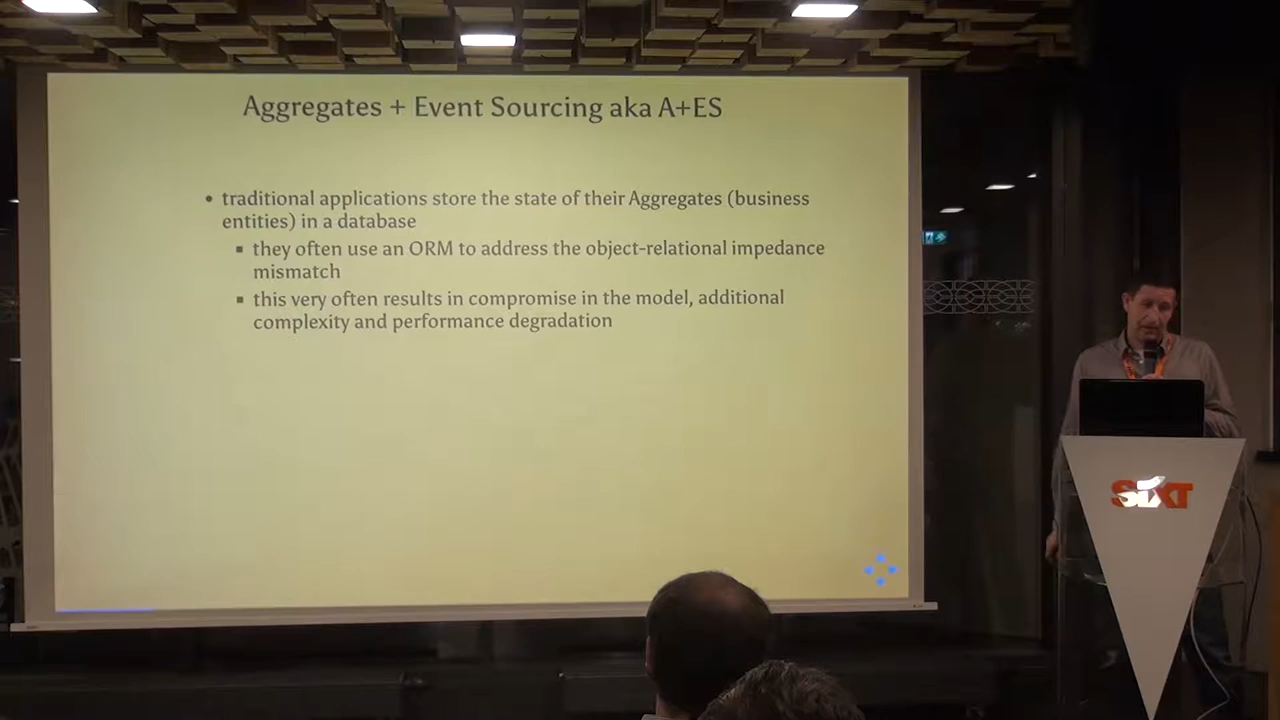 Aggregates + Event Sourcing aka A+ES
• traditional applications store the state of their Aggregates (business
entities) in a database
▪ they often use an ORM to address the object-relational impedance
mismatch
▪ this very often results in compromise in the model, additional
complexity and performance degradation
SIXT